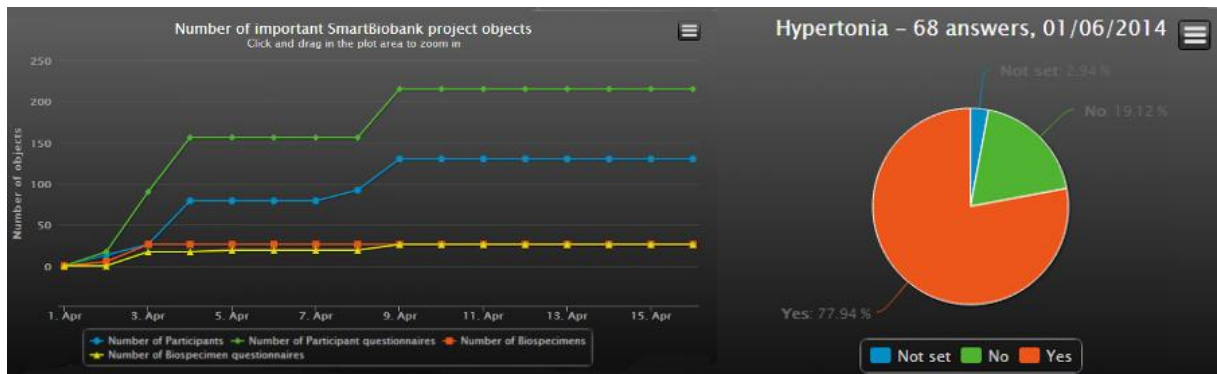 Number of important SmartBiobank project objects
Click and drag in the plot area to zoom in
Number of objects
250
200
150
100
50
0
1. Apr
3. Apr
5. Apr
7. Apr
9. Apr
11. Apr
13. Apr
15. Apr
Number of Participants
Number of Participant questionnaires
Number of Biospecimens
Number of Biospecimen questionnaires
Hypertonia – 68 answers, 01/06/2014
Not set: 2.94 %
No: 19.12 %
Yes: 77.94 %
Not set
No
Yes